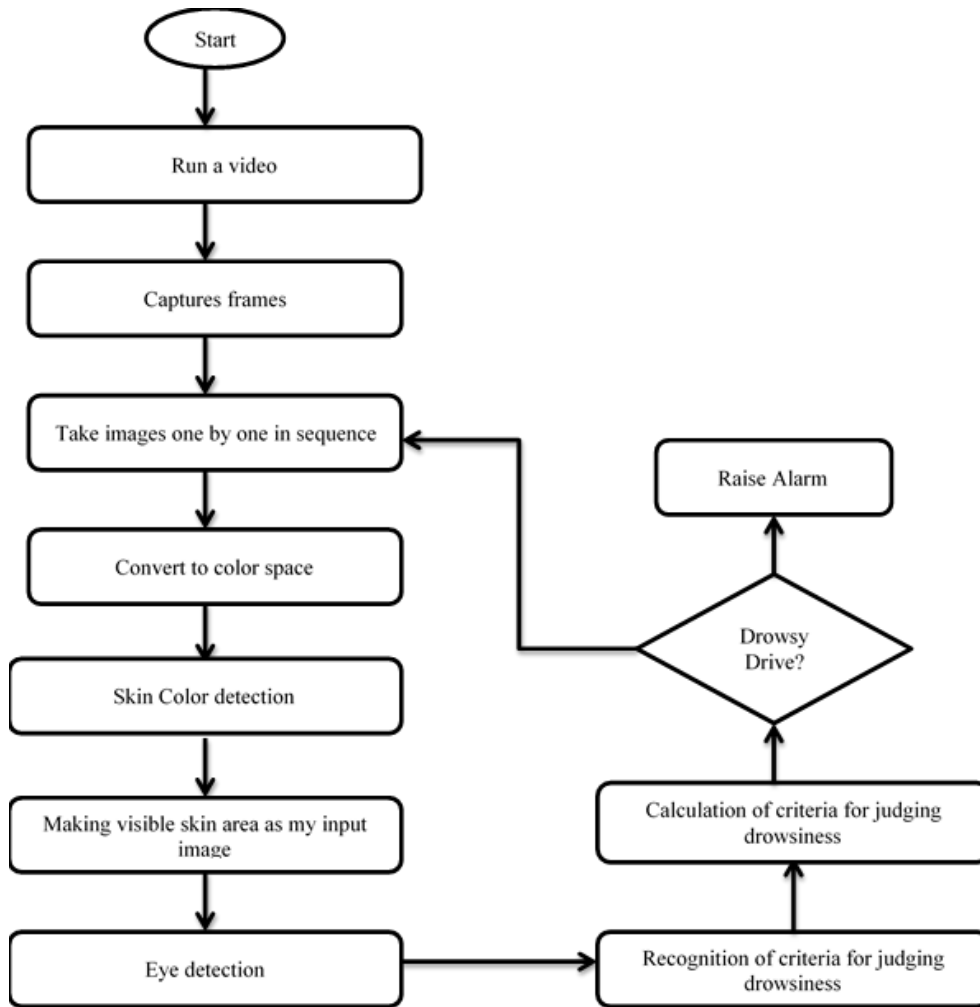 Start
Run a video
Captures frames
Take images one by one in sequence
Convert to color space
Skin Color detection
Making visible skin area as my input
image
Eye detection
Recognition of criteria for judging
drowsiness
Calculation of criteria for judging
drowsiness
Drowsy
Drive?
Raise Alarm